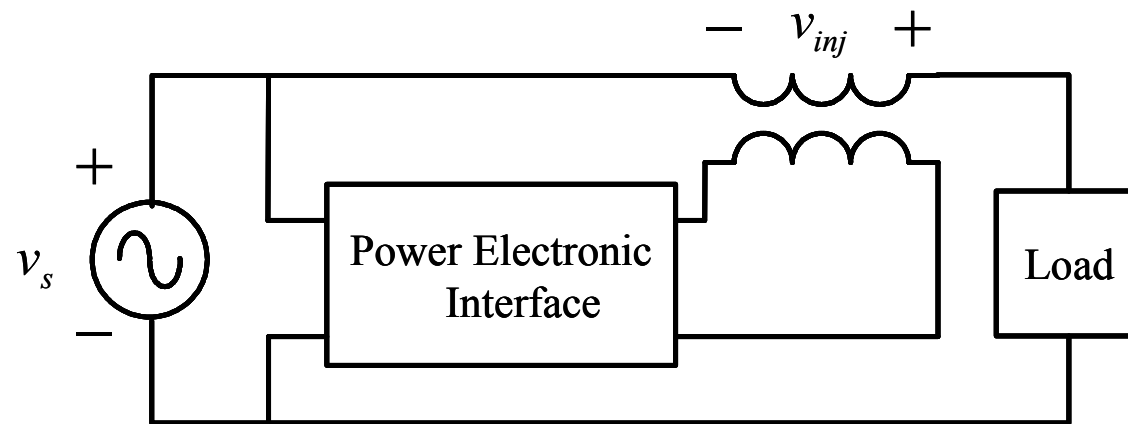 − v_inj +
+
v_s
−
Power Electronic
Interface
Load